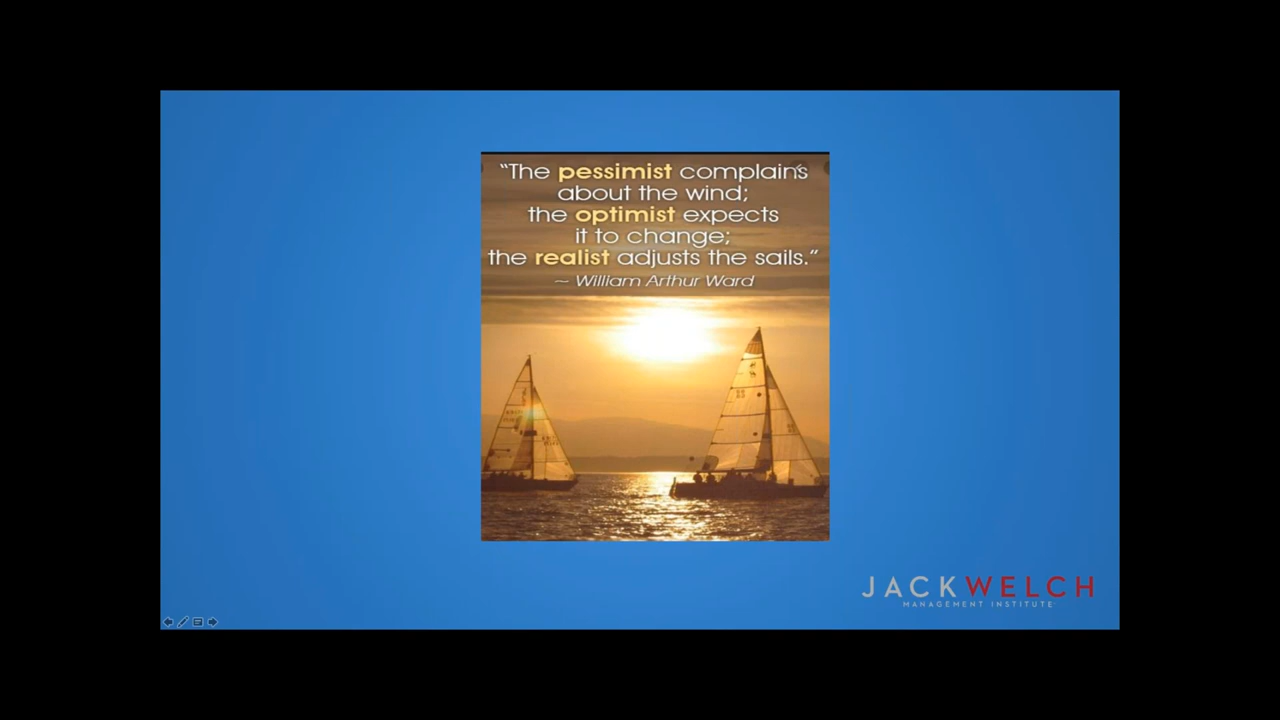 “The pessimist complains
about the wind;
the optimist expects
it to change;
the realist adjusts the sails.”
~ William Arthur Ward
JACKWELCH
MANAGEMENT INSTITUTE